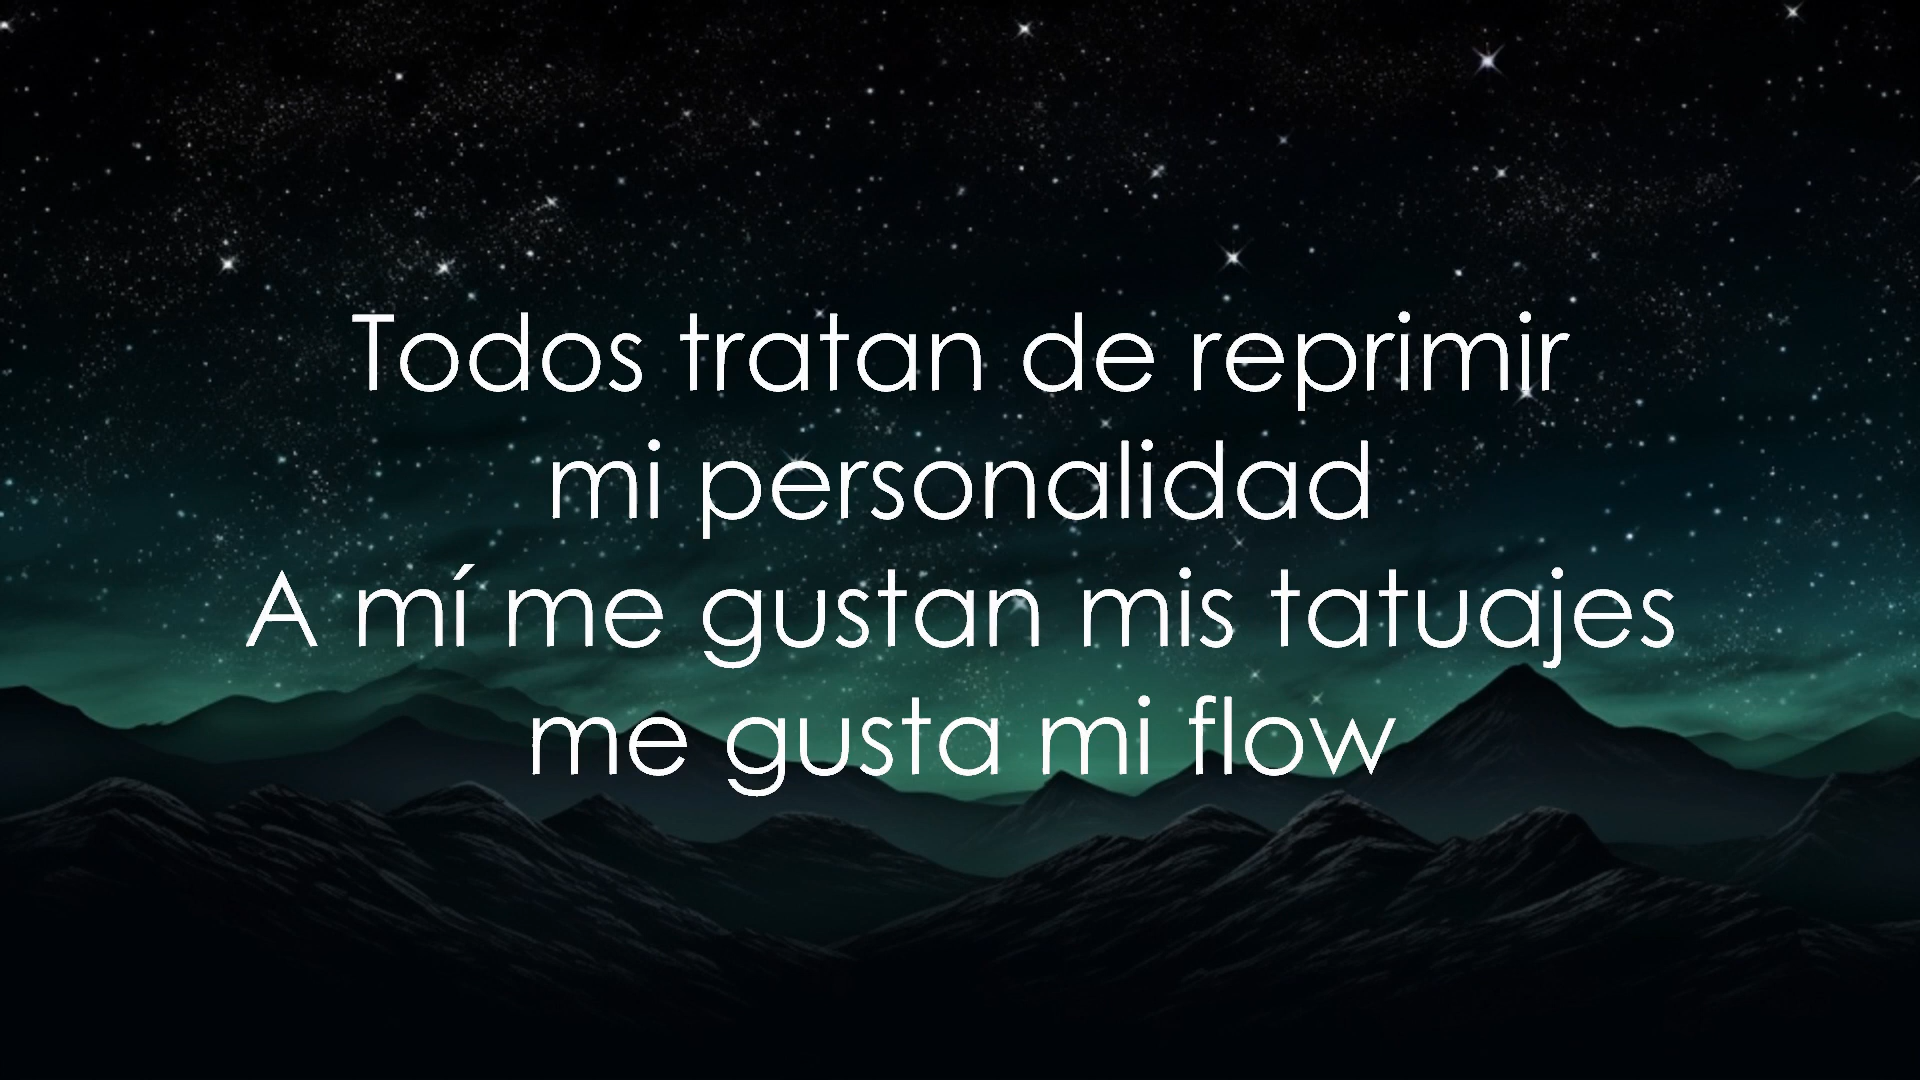 Todos tratan de reprimir
mi personalidad
A mí me gustan mis tatuajes
me gusta mi flow